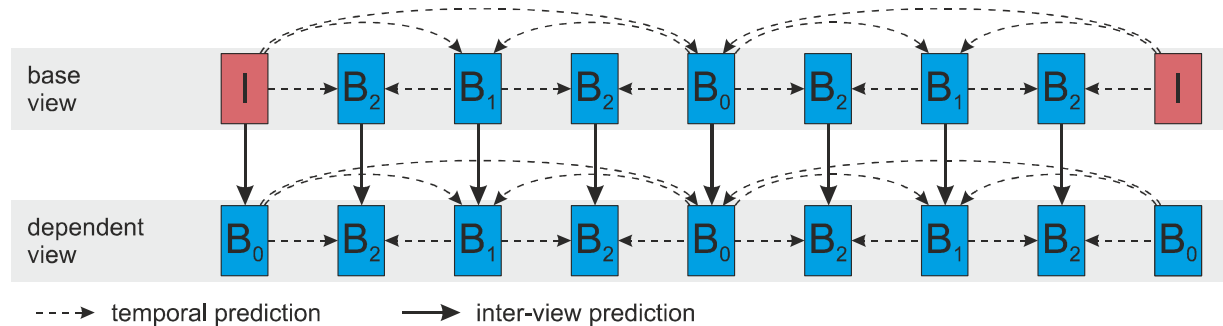 base
view
I B₂ B₁ B₂ B₀ B₂ B₁ B₂ I
dependent
view
B₀ B₂ B₁ B₂ B₀ B₂ B₁ B₂ B₀
temporal prediction inter-view prediction